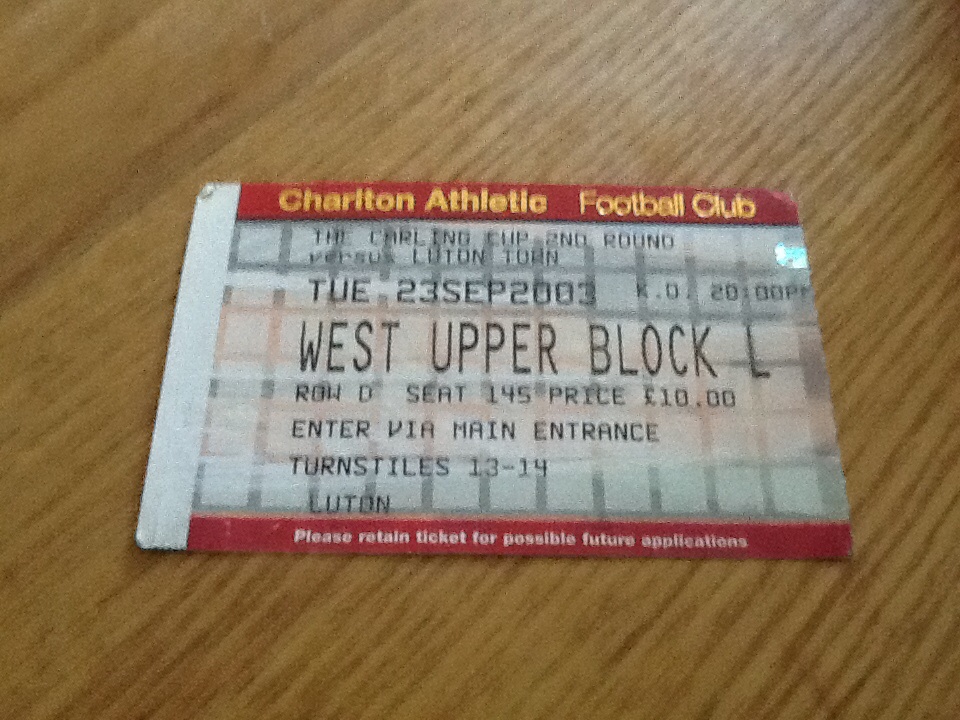 Charlton Athletic Football Club
THE CARLING CUP 2ND ROUND
versus LUTON TOWN
TUE 23SEP2003 K.O. 20:00PM
WEST UPPER BLOCK L
ROW D SEAT 145 PRICE £10.00
ENTER VIA MAIN ENTRANCE
TURNSTILES 13-14
LUTON
Please retain ticket for possible future applications